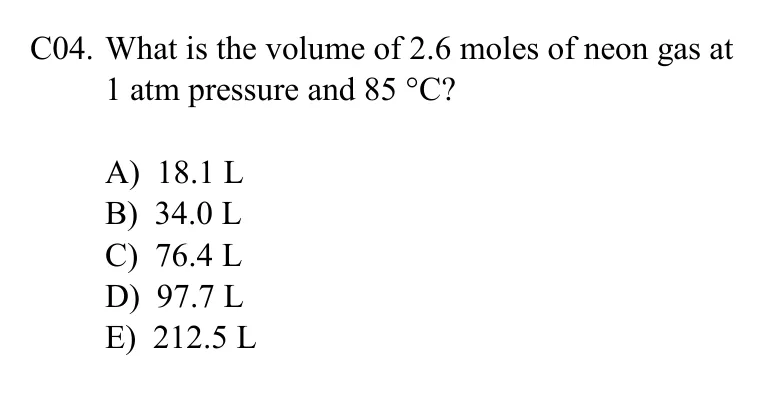 C04. What is the volume of 2.6 moles of neon gas at
1 atm pressure and 85 °C?
A) 18.1 L
B) 34.0 L
C) 76.4 L
D) 97.7 L
E) 212.5 L